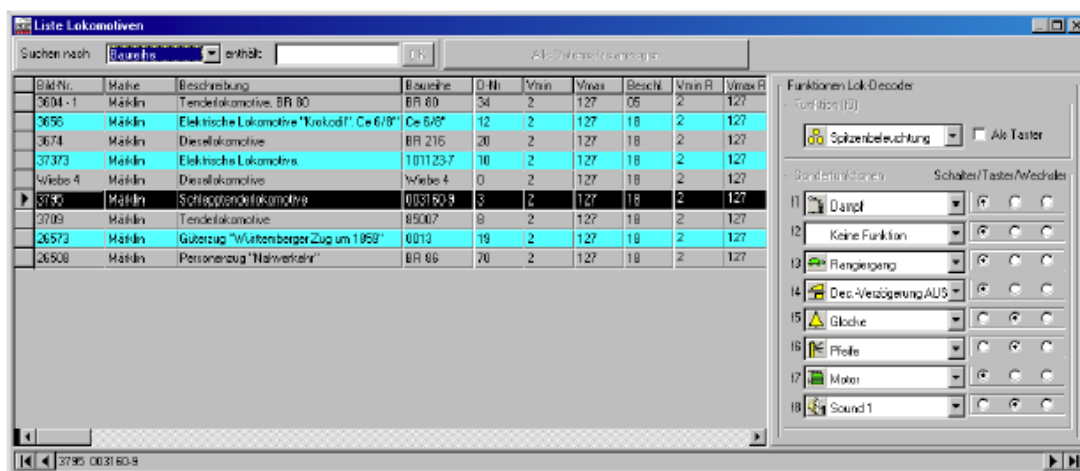 Liste Lokomotiven
Suchen nach Baureihe enthält: OK
Bild-Nr. Marke Beschreibung Baureihe D-Nr. Vmin Vmax Beschl. Vmin R Vmax R
3604 - 1 Märklin Tenderlokomotive. BR 80 BR 80 34 2 127 05 2 127
3656 Märklin Elektrische Lokomotive "Krokodil". Ce 6/8" Ce 6/8" 12 2 127 18 2 127
3674 Märklin Diesellokomotive BR 216 20 2 127 18 2 127
37373 Märklin Elektrische Lokomotive. 101123-7 10 2 127 18 2 127
Wiebe 4 Märklin Diesellokomotive Wiebe 4 0 2 127 18 2 127
3795 Märklin Schlepptenderlokomotive 003160-9 3 2 127 18 2 127
3709 Märklin Tenderlokomotive 85007 8 2 127 18 2 127
26573 Märklin Güterzug "Württemberger Zug um 1859" 0013 19 2 127 18 2 127
26508 Märklin Personenzug "Nahverkehr" BR 86 70 2 127 18 2 127
Funktionen Lok-Decoder
Funktion (f0)
Spitzenbeleuchtung Als Taster
Sonderfunktionen Schalter/Taster/Wechsler
f1 Dampf
f2 Keine Funktion
f3 Rangiergang
f4 Dec.-Verzögerung AUS
f5 Glocke
f6 Pfeife
f7 Motor
f8 Sound 1
3795 003160-9